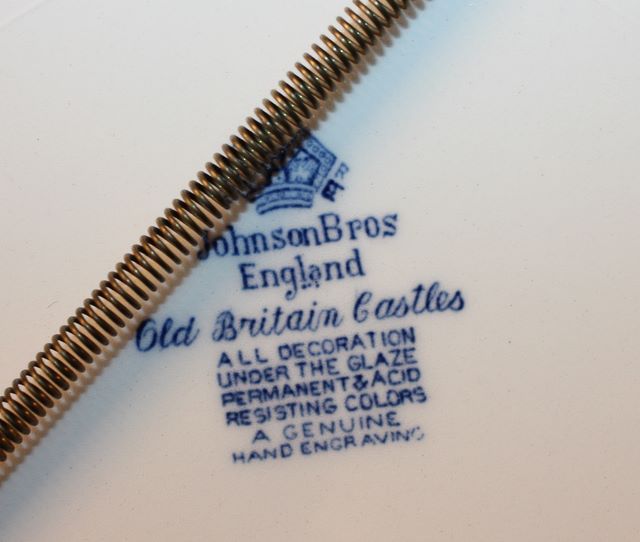 R
JohnsonBros
England
Old Britain Castles
ALL DECORATION
UNDER THE GLAZE
PERMANENT & ACID
RESISTING COLORS
A GENUINE
HAND ENGRAVING